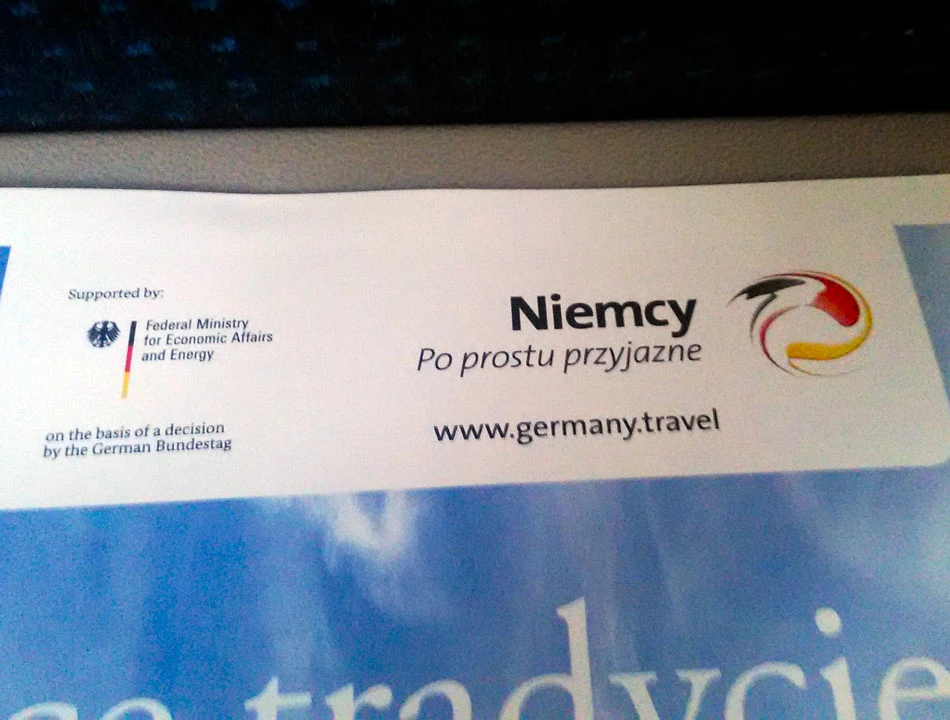 Supported by:
Federal Ministry
for Economic Affairs
and Energy
on the basis of a decision
by the German Bundestag
Niemcy
Po prostu przyjazne
www.germany.travel
tradycje